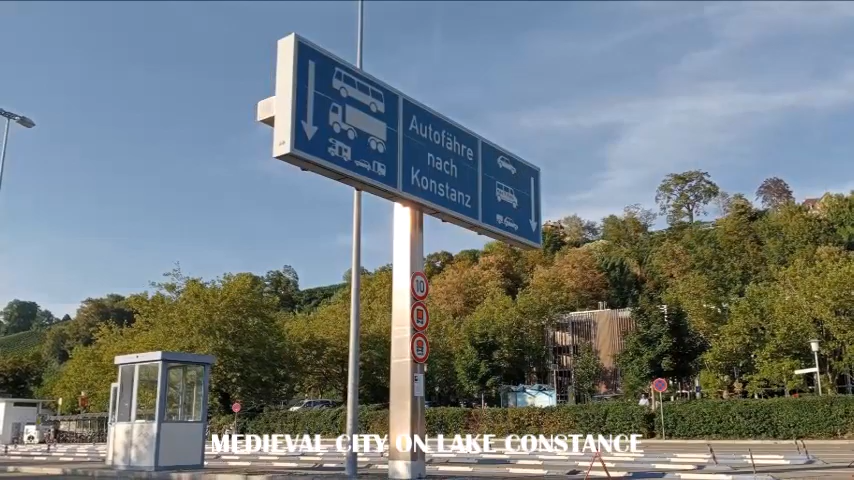 Autofähre
nach
Konstanz
10
MEDIEVAL CITY ON LAKE CONSTANCE